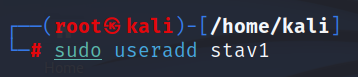 ┌──(root㉿kali)-[/home/kali]
└─# sudo useradd stav1